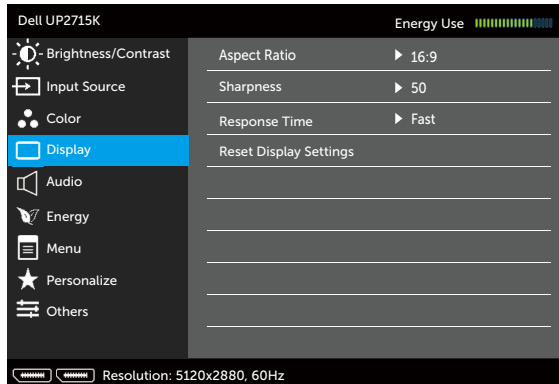 Dell UP2715K Energy Use
Brightness/Contrast Aspect Ratio 16:9
Input Source Sharpness 50
Color Response Time Fast
Display Reset Display Settings
Audio
Energy
Menu
Personalize
Others
Resolution: 5120x2880, 60Hz